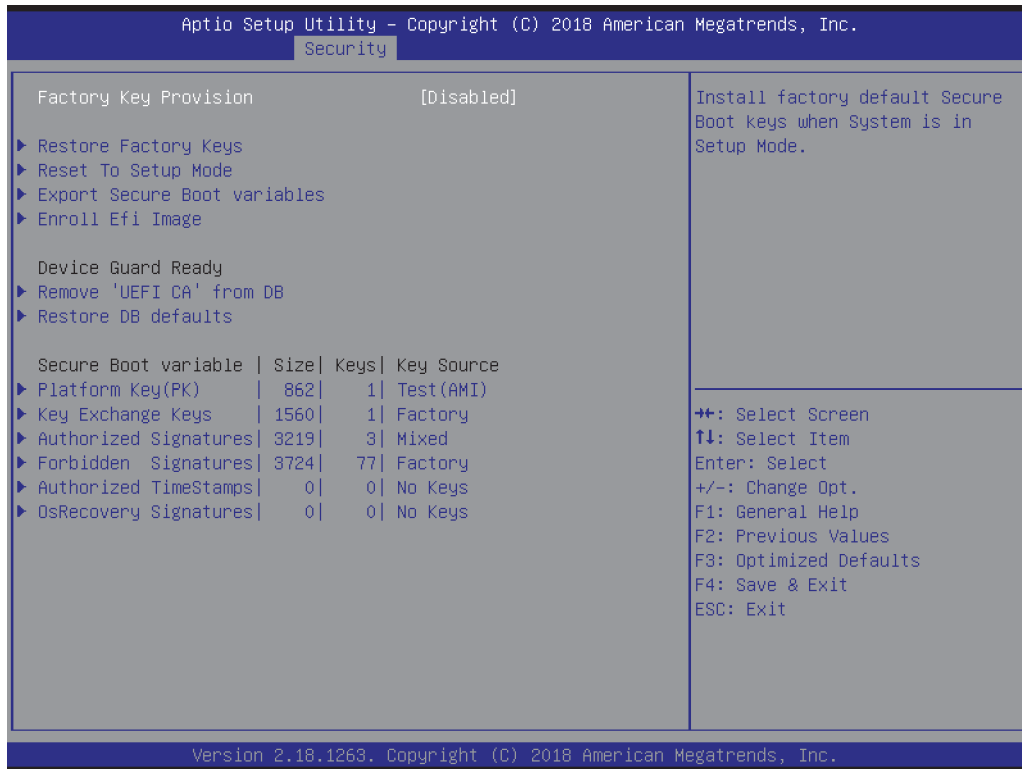 Aptio Setup Utility – Copyright (C) 2018 American Megatrends, Inc.
Security
Factory Key Provision [Disabled]
▶ Restore Factory Keys
▶ Reset To Setup Mode
▶ Export Secure Boot variables
▶ Enroll Efi Image
Device Guard Ready
▶ Remove 'UEFI CA' from DB
▶ Restore DB defaults
Secure Boot variable | Size| Keys| Key Source
▶ Platform Key(PK) | 862| 1| Test(AMI)
▶ Key Exchange Keys | 1560| 1| Factory
▶ Authorized Signatures| 3219| 3| Mixed
▶ Forbidden Signatures| 3724| 77| Factory
▶ Authorized TimeStamps| 0| 0| No Keys
▶ OsRecovery Signatures| 0| 0| No Keys
Install factory default Secure
Boot keys when System is in
Setup Mode.
→←: Select Screen
↑↓: Select Item
Enter: Select
+/-: Change Opt.
F1: General Help
F2: Previous Values
F3: Optimized Defaults
F4: Save & Exit
ESC: Exit
Version 2.18.1263. Copyright (C) 2018 American Megatrends, Inc.